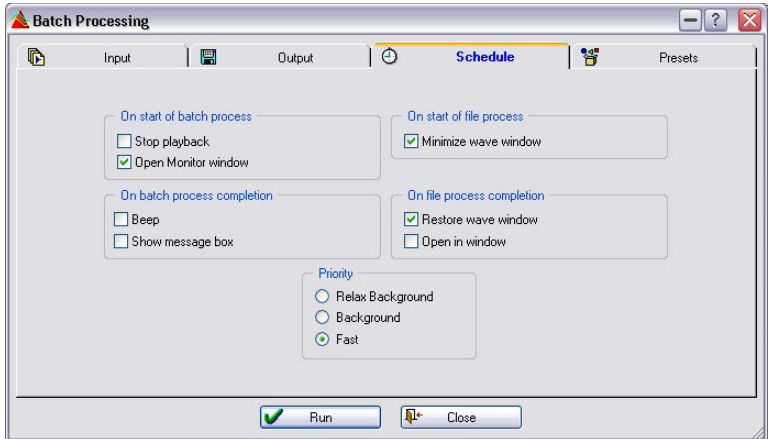 Batch Processing
?
Input
Output
Schedule
Presets
On start of batch process
Stop playback
Open Monitor window
On start of file process
Minimize wave window
On batch process completion
Beep
Show message box
On file process completion
Restore wave window
Open in window
Priority
Relax Background
Background
Fast
Run
Close